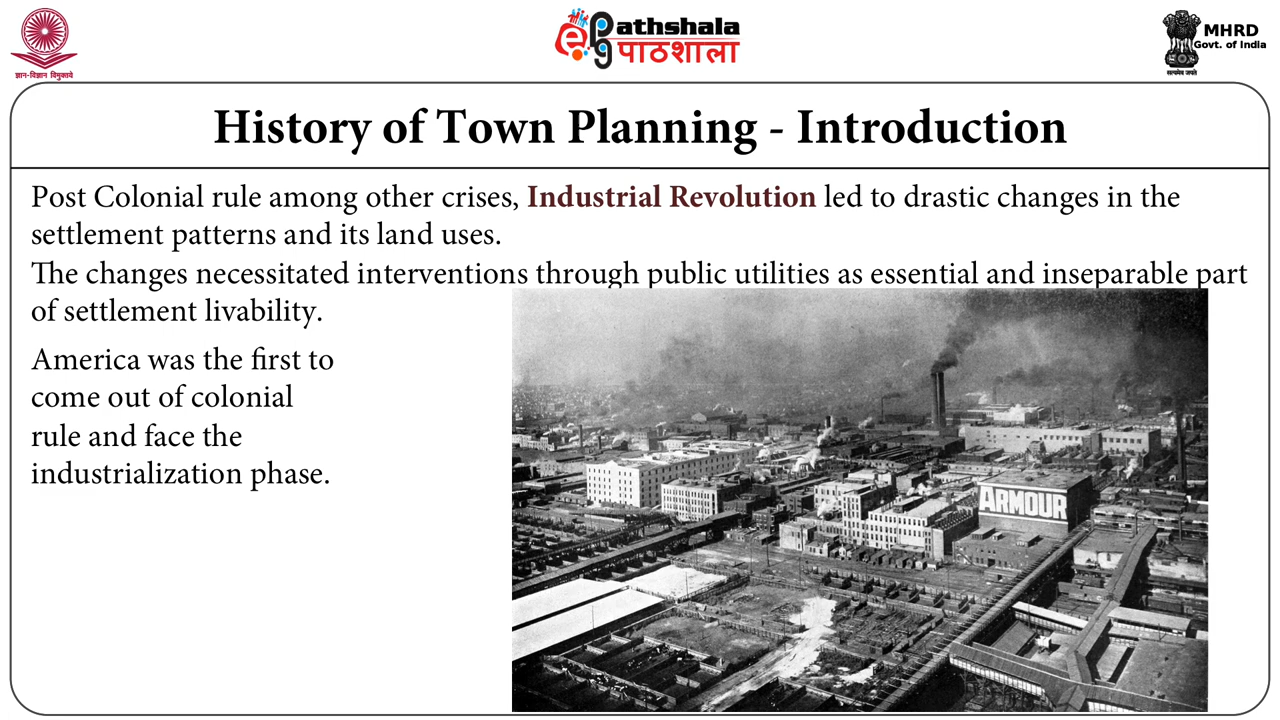 ज्ञान-विज्ञान विमुक्तये
ePg Pathshala
पाठशाला
MHRD
Govt. of India
सत्यमेव जयते
History of Town Planning - Introduction
Post Colonial rule among other crises, Industrial Revolution led to drastic changes in the
settlement patterns and its land uses.
The changes necessitated interventions through public utilities as essential and inseparable part
of settlement livability.
America was the first to
come out of colonial
rule and face the
industrialization phase.
ARMOUR